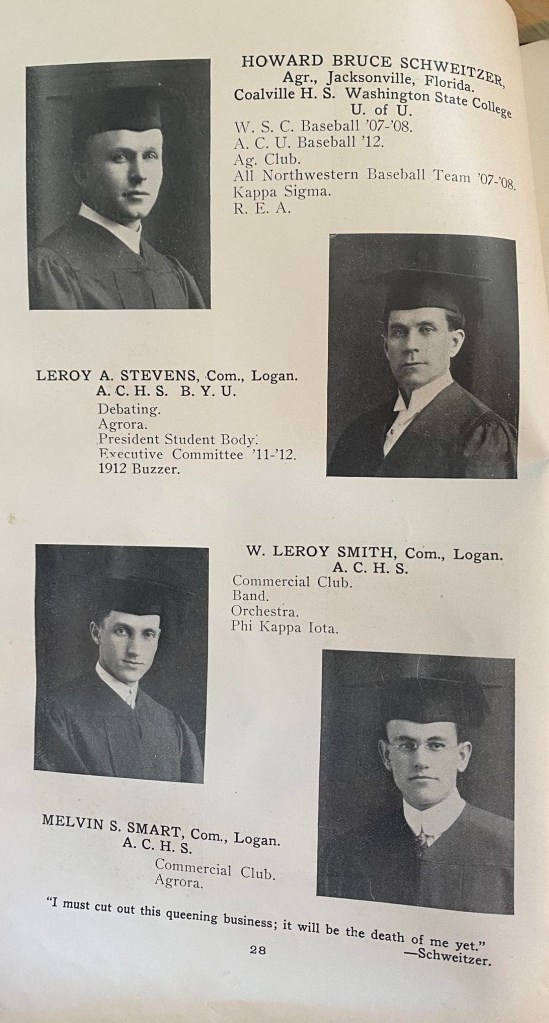 HOWARD BRUCE SCHWEITZER,
Agr., Jacksonville, Florida.
Coalville H. S. Washington State College
U. of U.
W. S. C. Baseball '07-'08.
A. C. U. Baseball '12.
Ag. Club.
All Northwestern Baseball Team '07-'08.
Kappa Sigma.
R. E. A.
LEROY A. STEVENS, Com., Logan.
A. C. H. S. B. Y. U.
Debating.
Agrora.
President Student Body.
Executive Committee '11-'12.
1912 Buzzer.
W. LEROY SMITH, Com., Logan.
A. C. H. S.
Commercial Club.
Band.
Orchestra.
Phi Kappa Iota.
MELVIN S. SMART, Com., Logan.
A. C. H. S.
Commercial Club.
Agrora.
"I must cut out this queening business; it will be the death of me yet."
—Schweitzer.
28